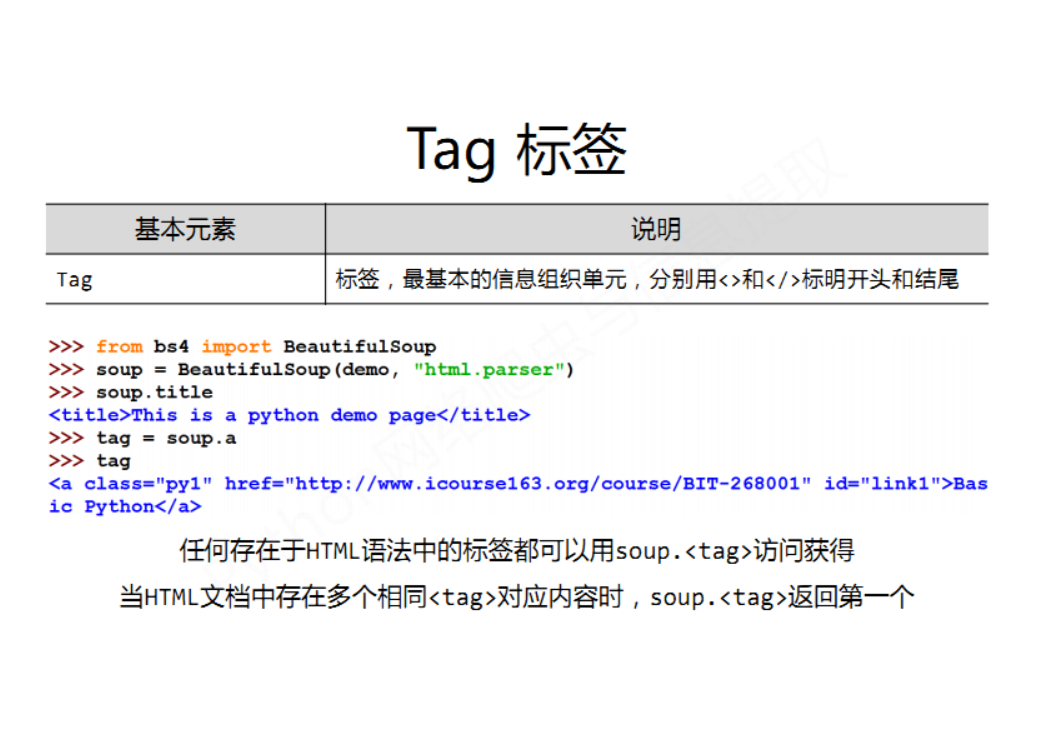 Tag 标签
基本元素 说明
Tag 标签，最基本的信息组织单元，分别用<>和</>标明开头和结尾
>>> from bs4 import BeautifulSoup
>>> soup = BeautifulSoup(demo, "html.parser")
>>> soup.title
<title>This is a python demo page</title>
>>> tag = soup.a
>>> tag
<a class="py1" href="http://www.icourse163.org/course/BIT-268001" id="link1">Bas
ic Python</a>
任何存在于HTML语法中的标签都可以用soup.<tag>访问获得
当HTML文档中存在多个相同<tag>对应内容时，soup.<tag>返回第一个